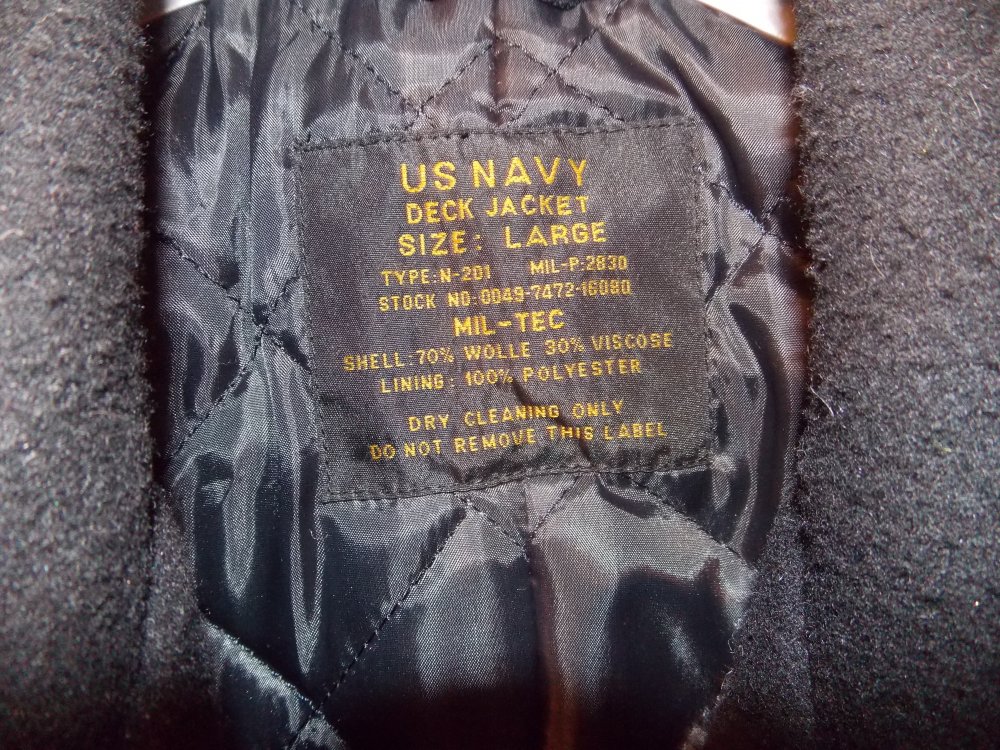 US NAVY
DECK JACKET
SIZE: LARGE
TYPE:N-201 MIL-P:2830
STOCK NO:0049-7472-16080
MIL-TEC
SHELL:70% WOLLE 30% VISCOSE
LINING: 100% POLYESTER
DRY CLEANING ONLY
DO NOT REMOVE THIS LABEL